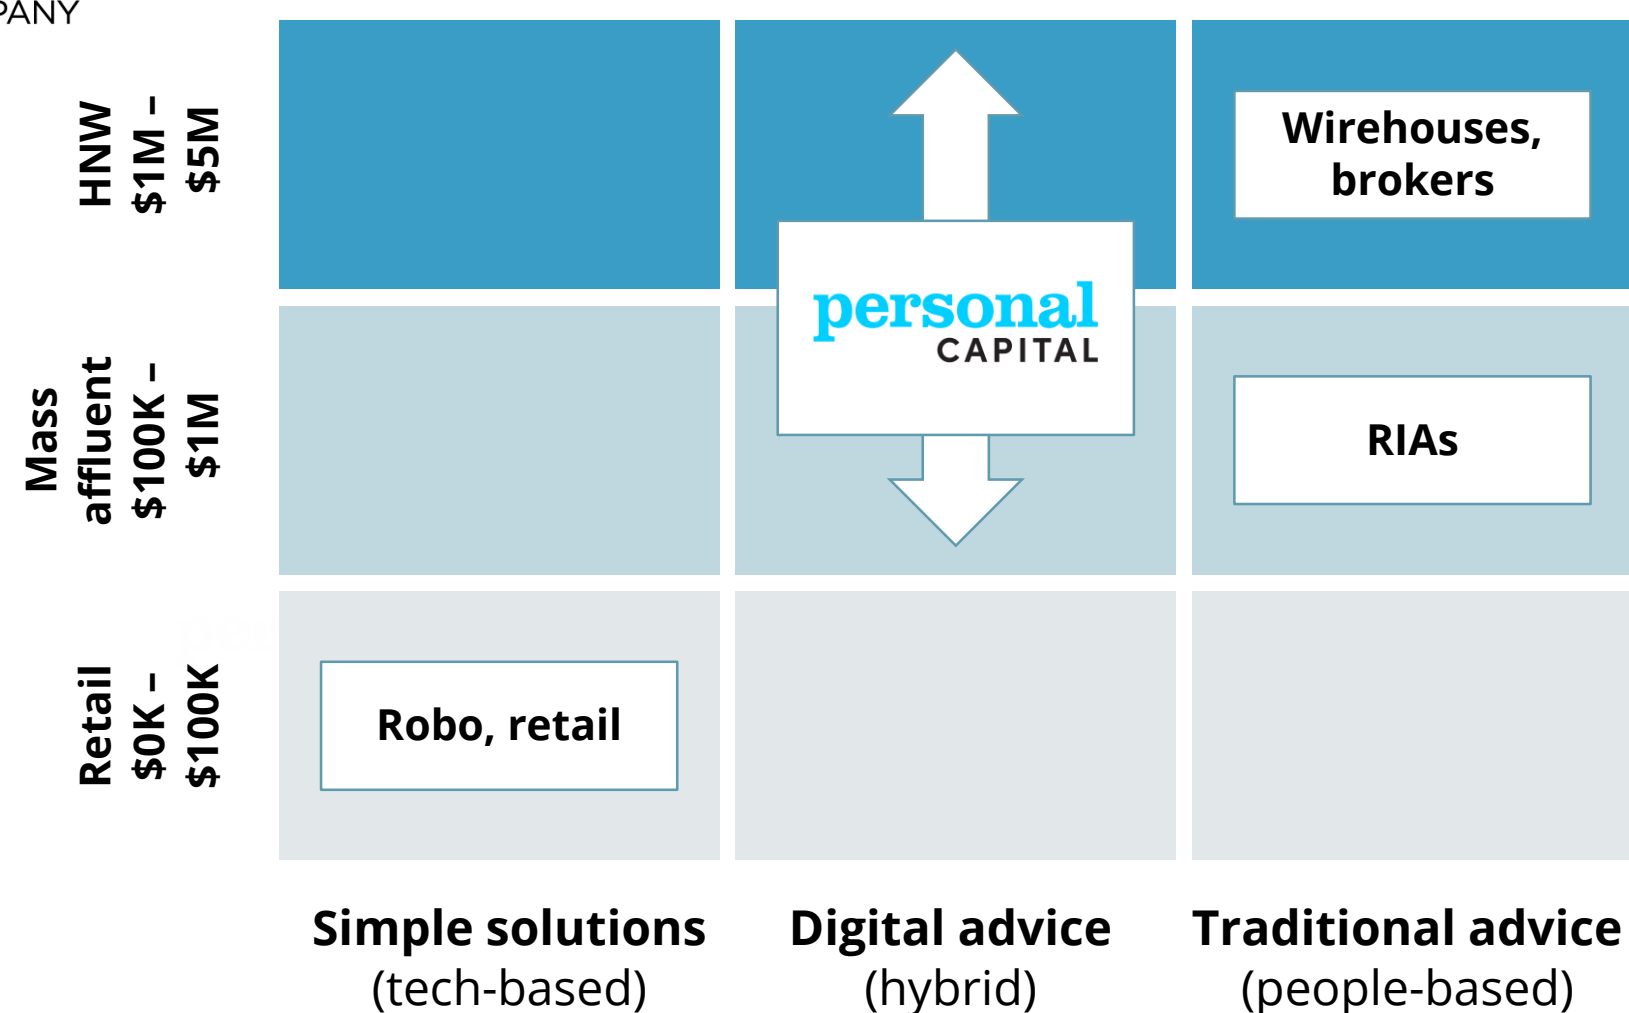 PANY
HNW
$1M –
$5M
Wirehouses,
brokers
personal
CAPITAL
Mass
affluent
$100K –
$1M
RIAs
Retail
$0K –
$100K
Robo, retail
Simple solutions
(tech-based)
Digital advice
(hybrid)
Traditional advice
(people-based)